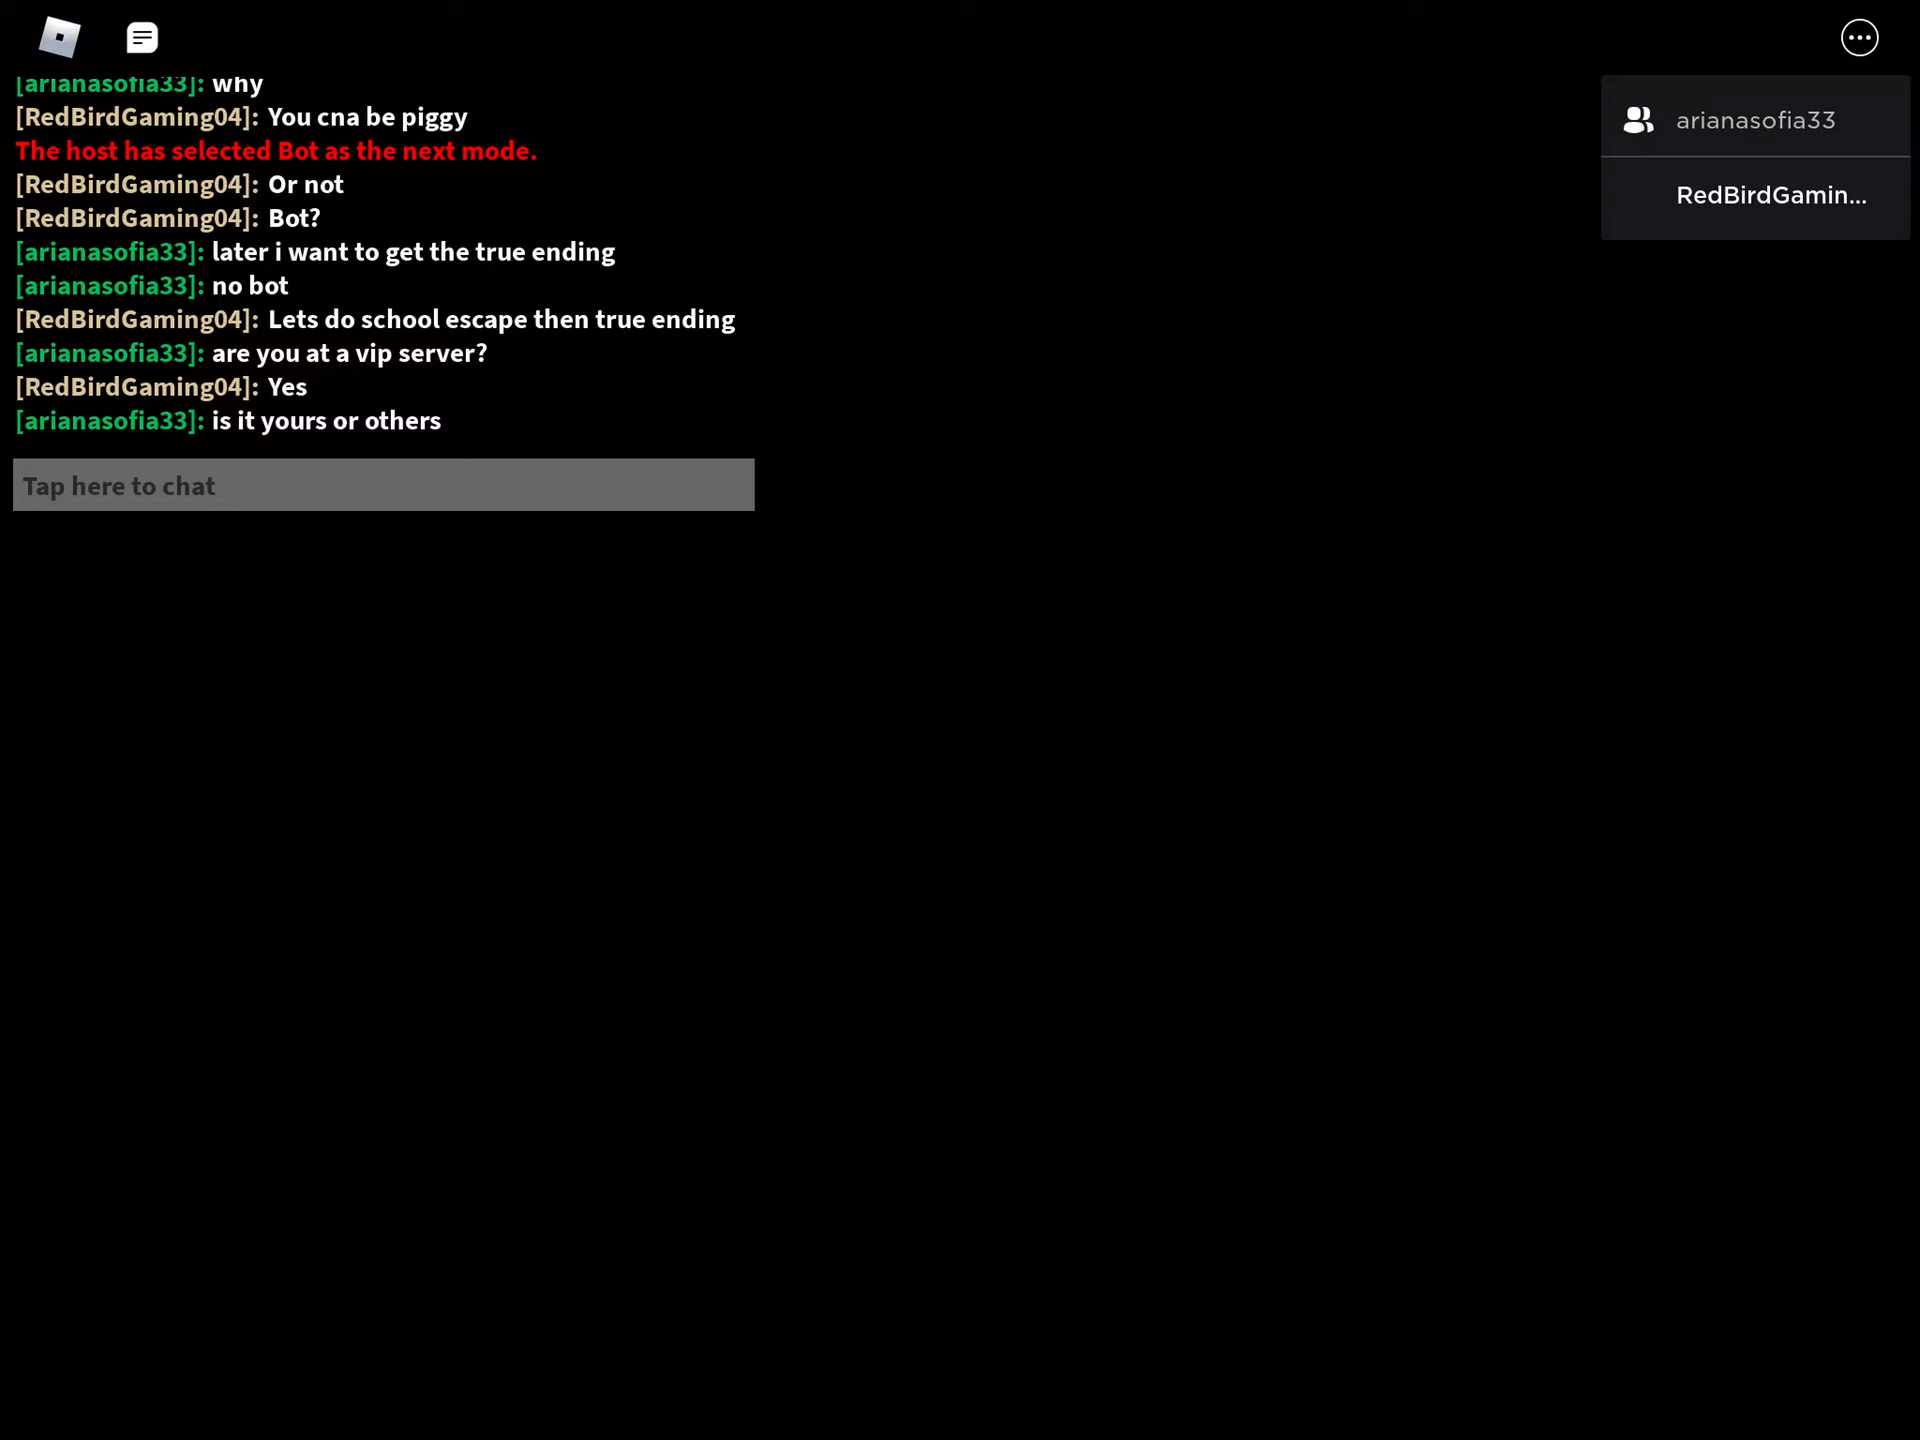 [arianasofia33]: why
[RedBirdGaming04]: You cna be piggy
The host has selected Bot as the next mode.
[RedBirdGaming04]: Or not
[RedBirdGaming04]: Bot?
[arianasofia33]: later i want to get the true ending
[arianasofia33]: no bot
[RedBirdGaming04]: Lets do school escape then true ending
[arianasofia33]: are you at a vip server?
[RedBirdGaming04]: Yes
[arianasofia33]: is it yours or others
Tap here to chat
arianasofia33
RedBirdGamin...